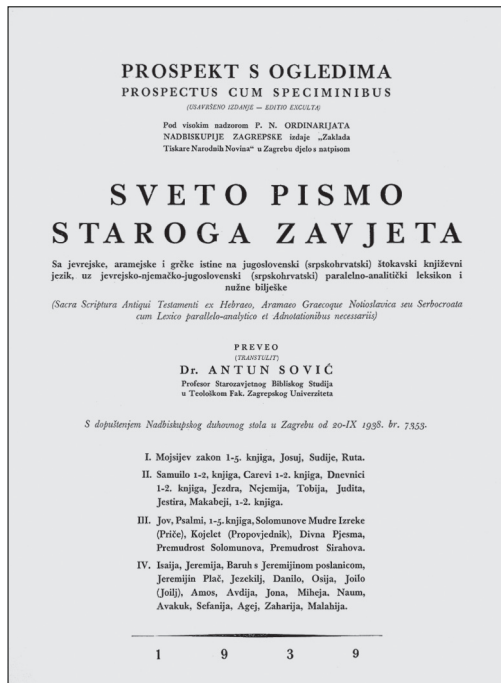 PROSPEKT S OGLEDIMA
PROSPECTUS CUM SPECIMINIBUS
(USAVRŠENO IZDANJE — EDITIO EXCULTA)
Pod visokim nadzorom P. N. ORDINARIJATA
NADBISKUPIJE ZAGREPSKE izdaje „Zaklada
Tiskare Narodnih Novina“ u Zagrebu djelo s natpisom
SVETO PISMO
STAROGA ZAVJETA
Sa jevrejske, aramejske i grčke istine na jugoslovenski (srpskohrvatski) štokavski književni
jezik, uz jevrejsko-njemačko-jugoslovenski (srpskohrvatski) paralelno-analitički leksikon i
nužne bilješke
(Sacra Scriptura Antiqui Testamenti ex Hebraeo, Aramaeo Graecoque Notioslavica seu Serbocroata
cum Lexico parallelo-analytico et Adnotationibus necessariis)
PREVEO
(TRANSTULIT)
Dr. ANTUN SOVIĆ
Profesor Starozavjetnog Bibliskog Studija
u Teološkom Fak. Zagrepskog Univerziteta
S dopuštenjem Nadbiskupskog duhovnog stola u Zagrebu od 20-IX 1938. br. 7353.
I. Mojsijev zakon 1-5. knjiga, Josuj, Sudije, Ruta.
II. Samuilo 1-2, knjiga, Carevi 1-2. knjiga, Dnevnici
1-2. knjiga, Jezdra, Nejemija, Tobija, Judita,
Jestira, Makabeji, 1-2. knjiga.
III. Jov, Psalmi, 1-5. knjiga, Solomunove Mudre Izreke
(Priče), Kojelet (Propovjednik), Divna Pjesma,
Premudrost Solomunova, Premudrost Sirahova.
IV. Isaija, Jeremija, Baruh s Jeremijinom poslanicom,
Jeremijin Plač, Jezekilj, Danilo, Osija, Joilo
(Joilj), Amos, Avdija, Jona, Miheja. Naum,
Avakuk, Sefanija, Agej, Zaharija, Malahija.
1 9 3 9